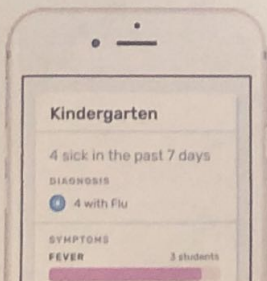 Kindergarten
4 sick in the past 7 days
DIAGNOSIS
4 with Flu
SYMPTOMS
FEVER 3 students